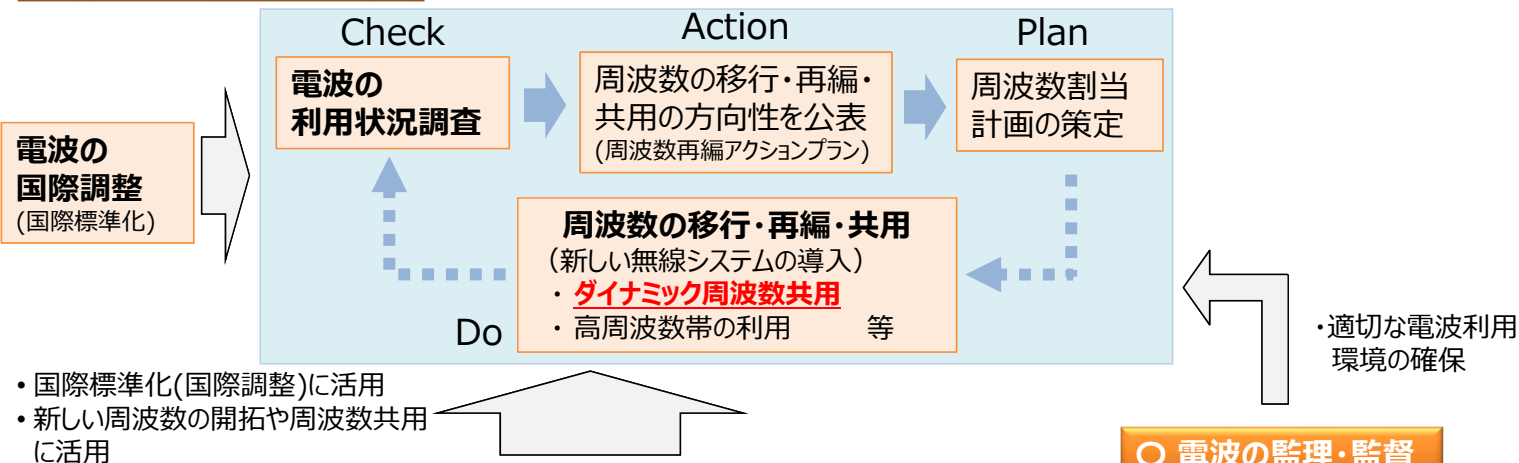 Check
Action
Plan
電波の
利用状況調査
周波数の移行・再編・
共用の方向性を公表
(周波数再編アクションプラン)
周波数割当
計画の策定
電波の
国際調整
(国際標準化)
周波数の移行・再編・共用
（新しい無線システムの導入）
・ダイナミック周波数共用
・高周波数帯の利用 等
Do
・適切な電波利用
環境の確保
• 国際標準化(国際調整)に活用
• 新しい周波数の開拓や周波数共用
に活用
〇 電波の監理・監督